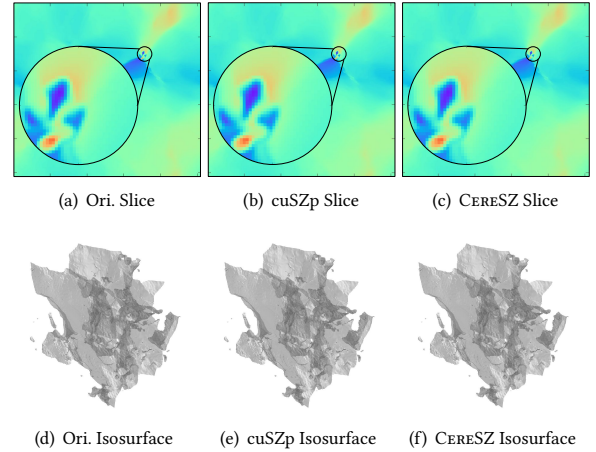 (a) Ori. Slice
(b) cuSZp Slice
(c) CereSZ Slice
(d) Ori. Isosurface
(e) cuSZp Isosurface
(f) CereSZ Isosurface